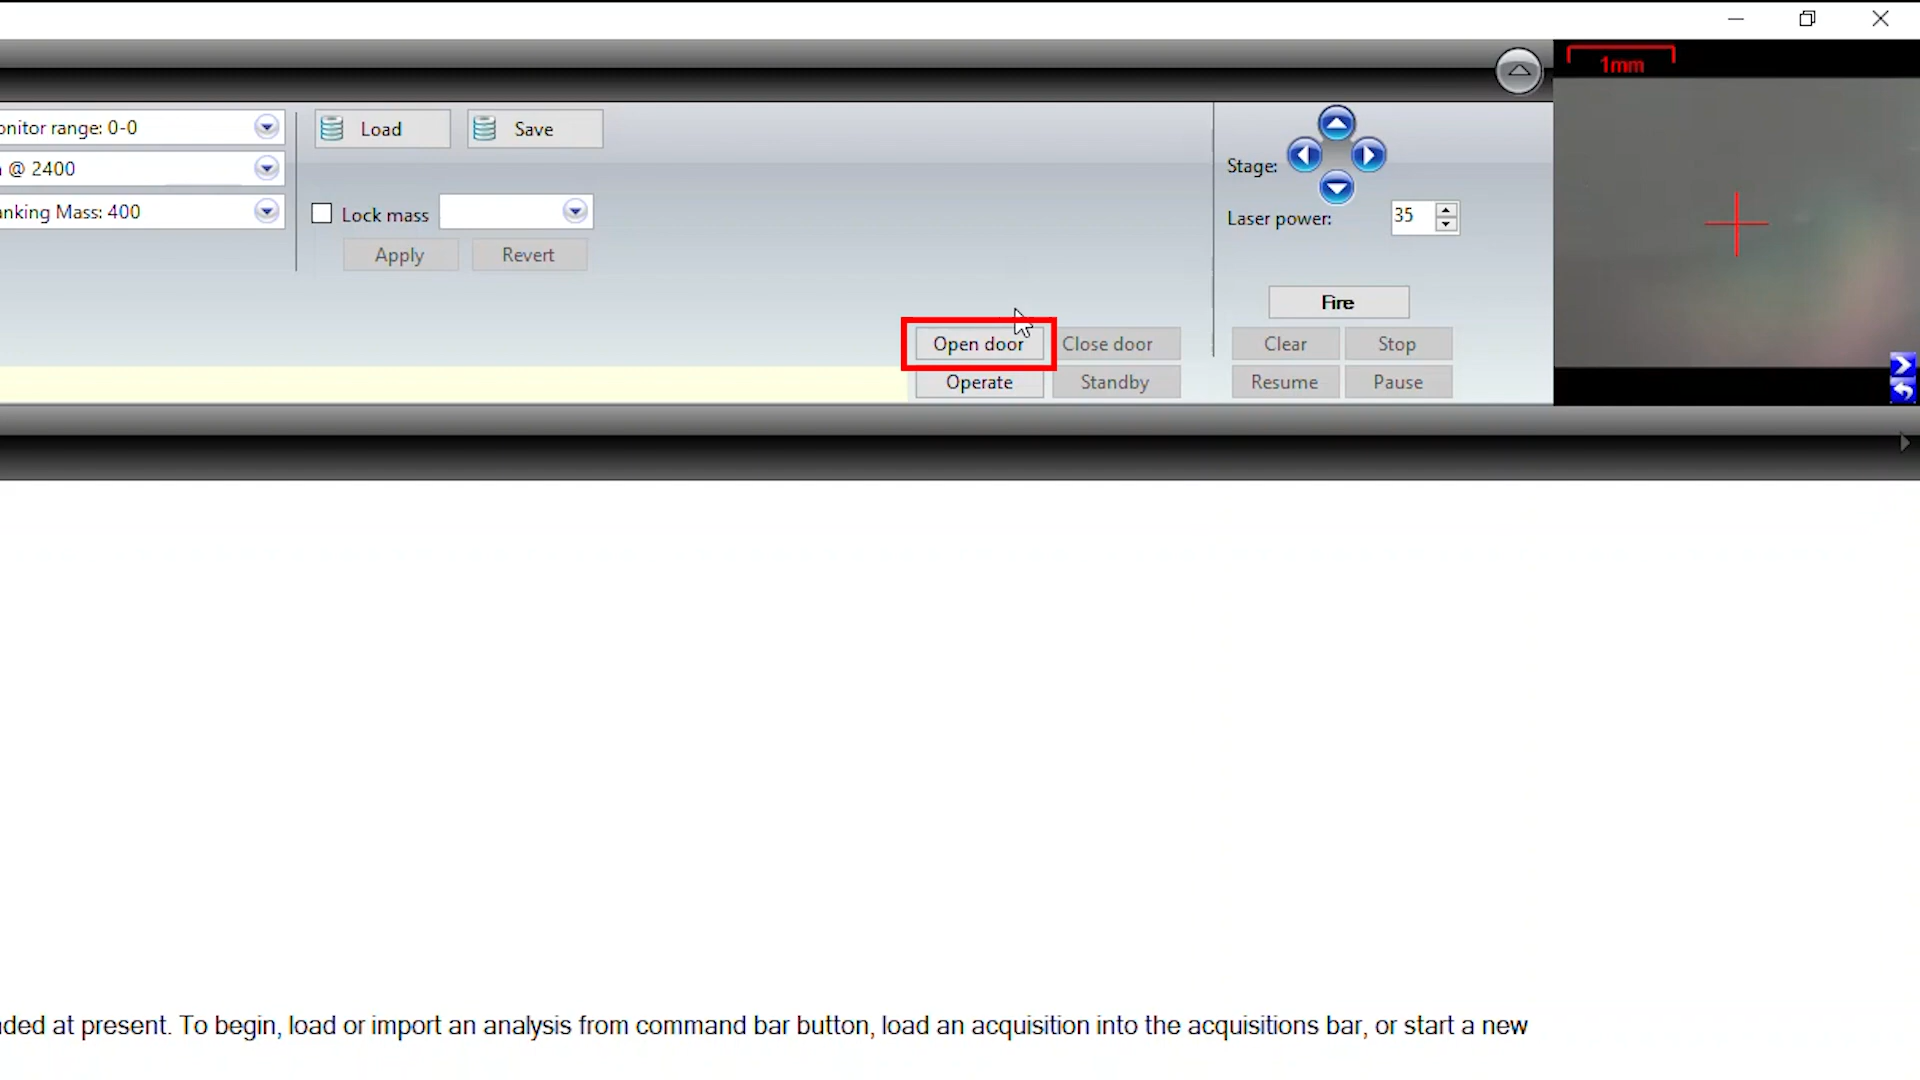 1mm
onitor range: 0-0
Load
Save
@ 2400
Stage:
anking Mass: 400
Lock mass
Laser power:
35
Apply
Revert
Fire
Open door
Close door
Clear
Stop
Operate
Standby
Resume
Pause
ded at present. To begin, load or import an analysis from command bar button, load an acquisition into the acquisitions bar, or start a new